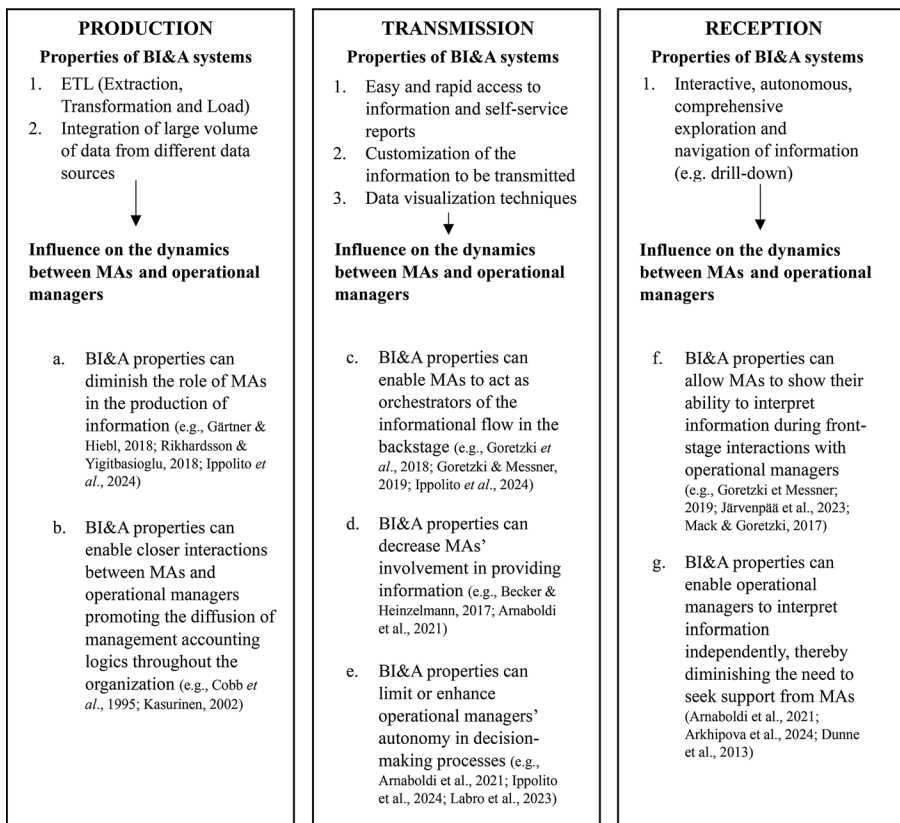 PRODUCTION
Properties of BI&A systems
1. ETL (Extraction,
Transformation and Load)
2. Integration of large volume
of data from different data
sources
Influence on the dynamics
between MAs and operational
managers
a. BI&A properties can
diminish the role of MAs
in the production of
information (e.g., Gärtner &
Hiebl, 2018; Rikhardsson &
Yigitbasioglu, 2018; Ippolito et
al., 2024)
b. BI&A properties can
enable closer interactions
between MAs and
operational managers
promoting the diffusion of
management accounting
logics throughout the
organization (e.g., Cobb et
al., 1995; Kasurinen, 2002)
TRANSMISSION
Properties of BI&A systems
1. Easy and rapid access to
information and self-service
reports
2. Customization of the
information to be transmitted
3. Data visualization techniques
Influence on the dynamics
between MAs and operational
managers
c. BI&A properties can
enable MAs to act as
orchestrators of the
informational flow in the
backstage (e.g., Goretzki et
al., 2018; Goretzki & Messner,
2019; Ippolito et al., 2024)
d. BI&A properties can
decrease MAs’
involvement in providing
information (e.g., Becker &
Heinzelmann, 2017; Arnaboldi
et al., 2021)
e. BI&A properties can
limit or enhance
operational managers’
autonomy in decision-
making processes (e.g.,
Arnaboldi et al., 2021; Ippolito
et al., 2024; Labro et al., 2023)
RECEPTION
Properties of BI&A systems
1. Interactive, autonomous,
comprehensive
exploration and
navigation of information
(e.g. drill-down)
Influence on the dynamics
between MAs and operational
managers
f. BI&A properties can
allow MAs to show their
ability to interpret
information during front-
stage interactions with
operational managers
(e.g., Goretzki et Messner;
2019; Järvenpää et al., 2023;
Mack & Goretzki, 2017)
g. BI&A properties can
enable operational
managers to interpret
information
independently, thereby
diminishing the need to
seek support from MAs
(Arnaboldi et al., 2021;
Arkhipova et al., 2024; Dunne
et al., 2013)